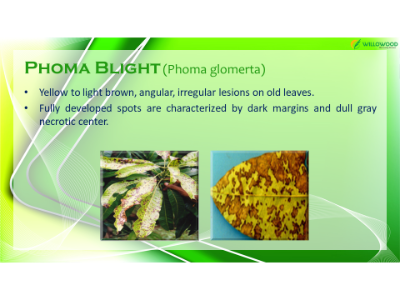 WILLOWOOD
PHOMA BLIGHT (Phoma glomerta)
• Yellow to light brown, angular, irregular lesions on old leaves.
• Fully developed spots are characterized by dark margins and dull gray
necrotic center.